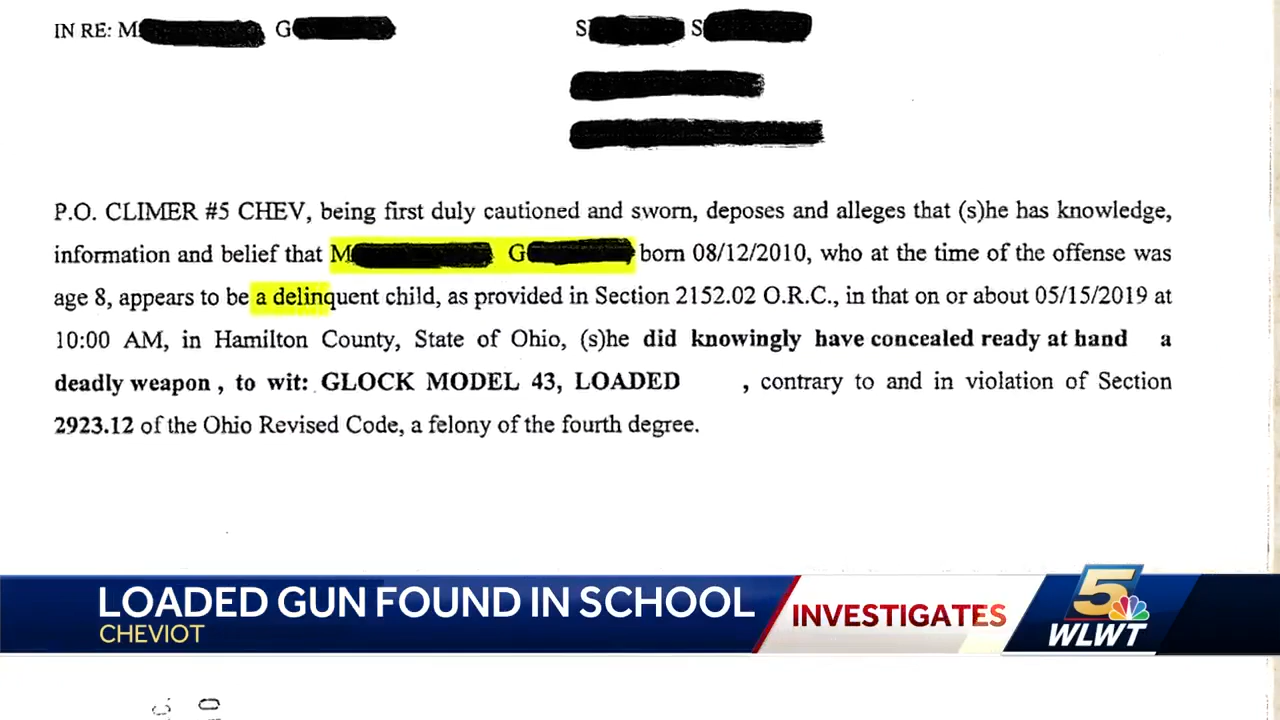 IN RE: M G S S
P.O. CLIMER #5 CHEV, being first duly cautioned and sworn, deposes and alleges that (s)he has knowledge,
information and belief that M G born 08/12/2010, who at the time of the offense was
age 8, appears to be a delinquent child, as provided in Section 2152.02 O.R.C., in that on or about 05/15/2019 at
10:00 AM, in Hamilton County, State of Ohio, (s)he did knowingly have concealed ready at hand a
deadly weapon , to wit: GLOCK MODEL 43, LOADED , contrary to and in violation of Section
2923.12 of the Ohio Revised Code, a felony of the fourth degree.
LOADED GUN FOUND IN SCHOOL
CHEVIOT
INVESTIGATES
5
WLWT